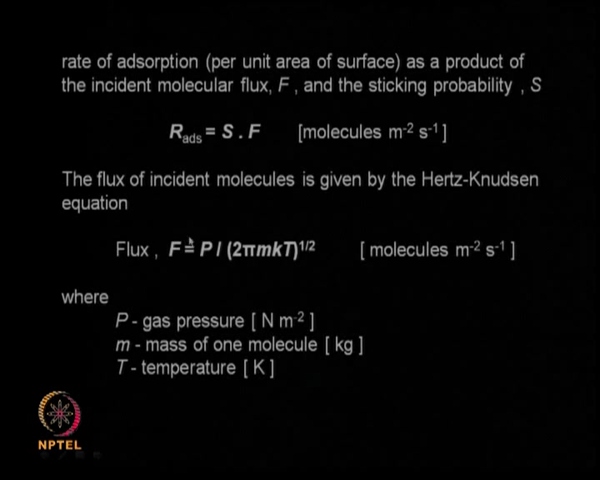 rate of adsorption (per unit area of surface) as a product of
the incident molecular flux, F , and the sticking probability , S
R_ads = S . F [molecules m⁻² s⁻¹]
The flux of incident molecules is given by the Hertz-Knudsen
equation
Flux , F = P / (2πmkT)^1/2 [ molecules m⁻² s⁻¹ ]
where
P - gas pressure [ N m⁻² ]
m - mass of one molecule [ kg ]
T - temperature [ K ]
NPTEL